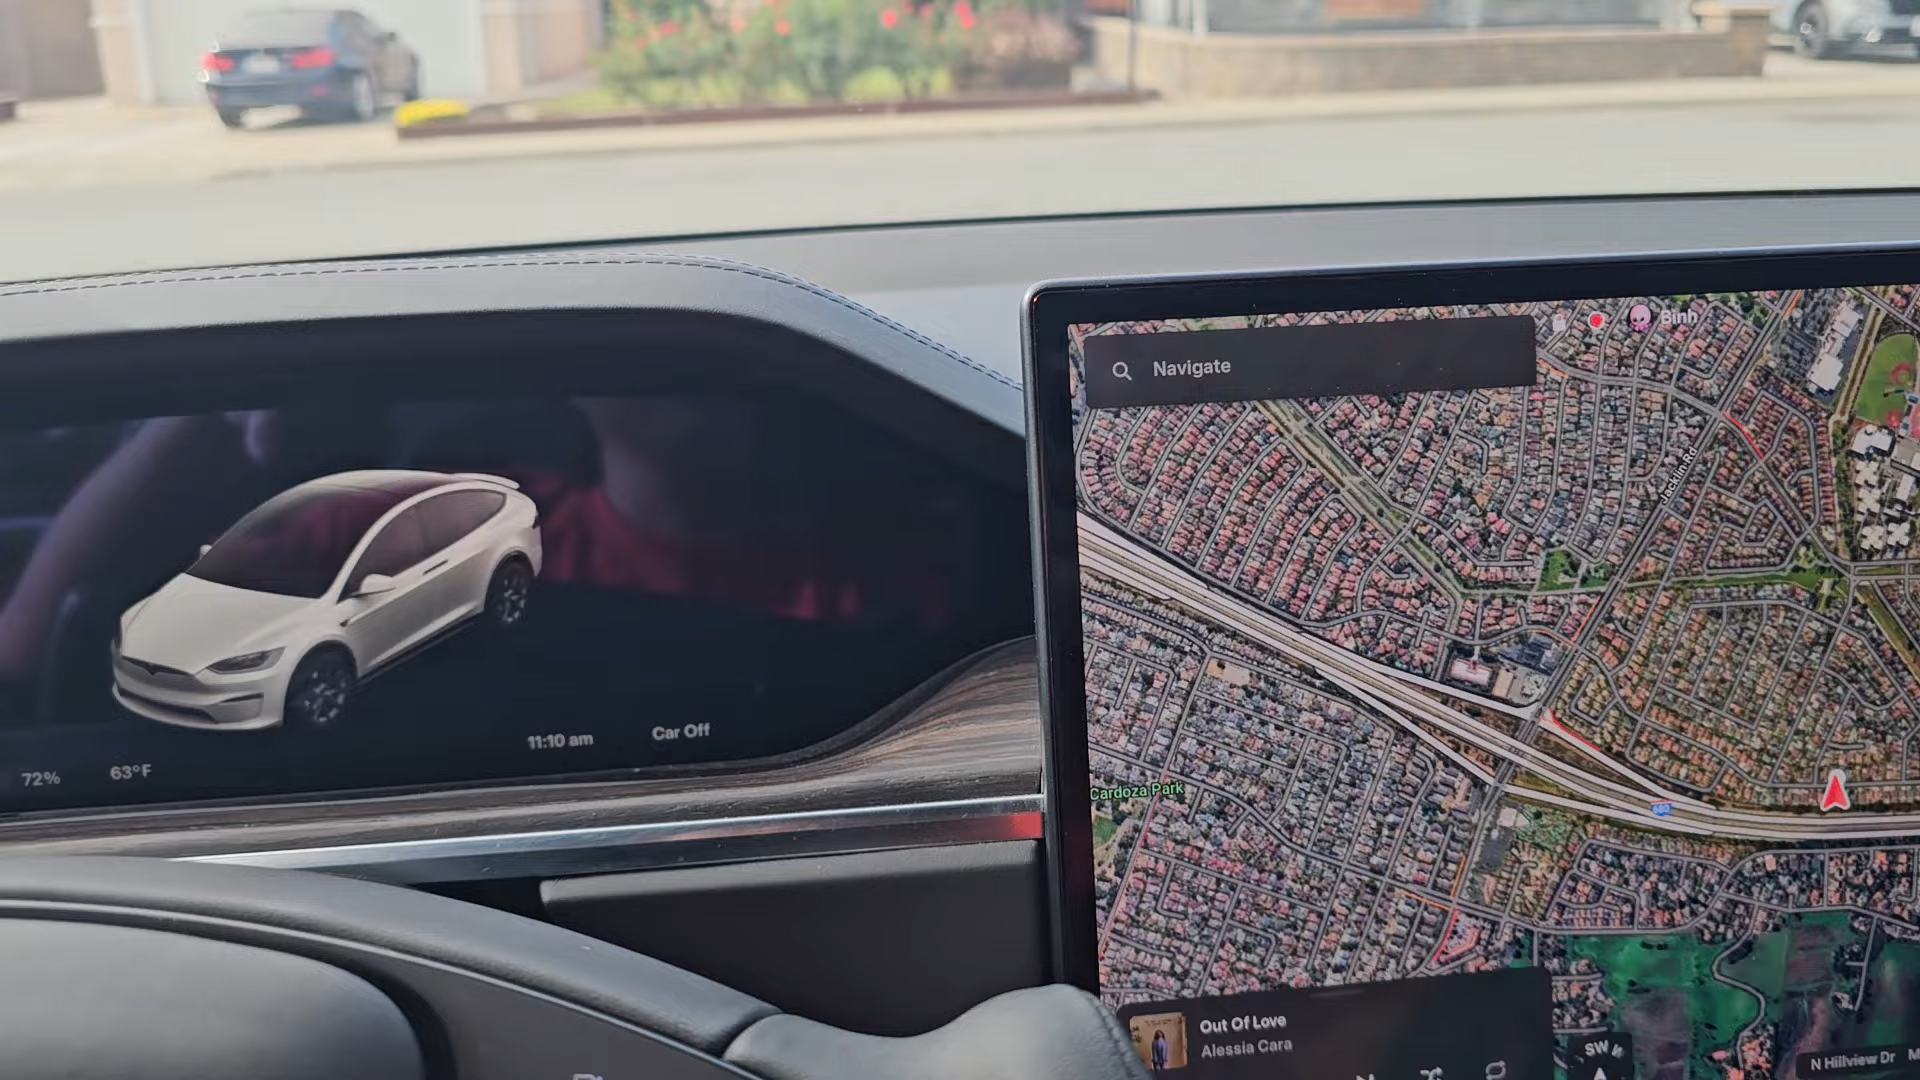 Navigate
Binh
Jacklin Rd
72%
63°F
11:10 am
Car Off
Cardoza Park
680
Out Of Love
Alessia Cara
SW
N Hillview Dr